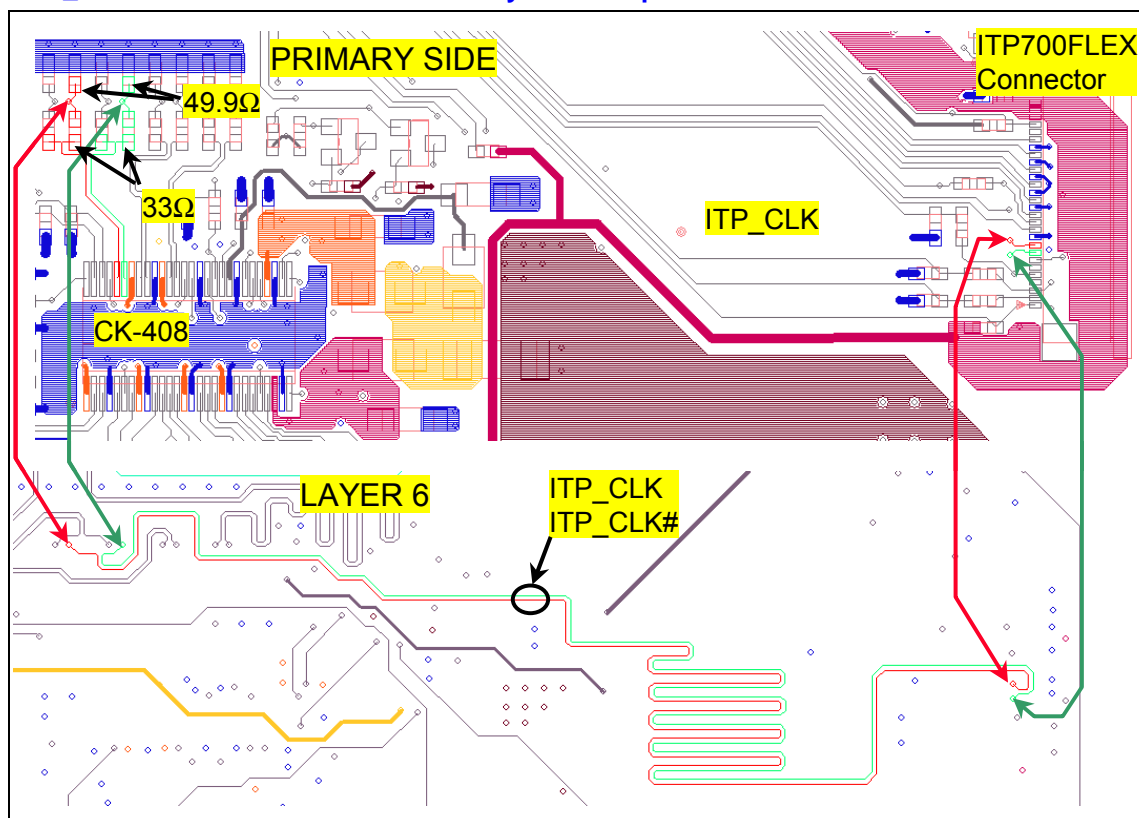 PRIMARY SIDE
ITP700FLEX
Connector
49.9Ω
33Ω
ITP_CLK
CK-408
LAYER 6
ITP_CLK
ITP_CLK#